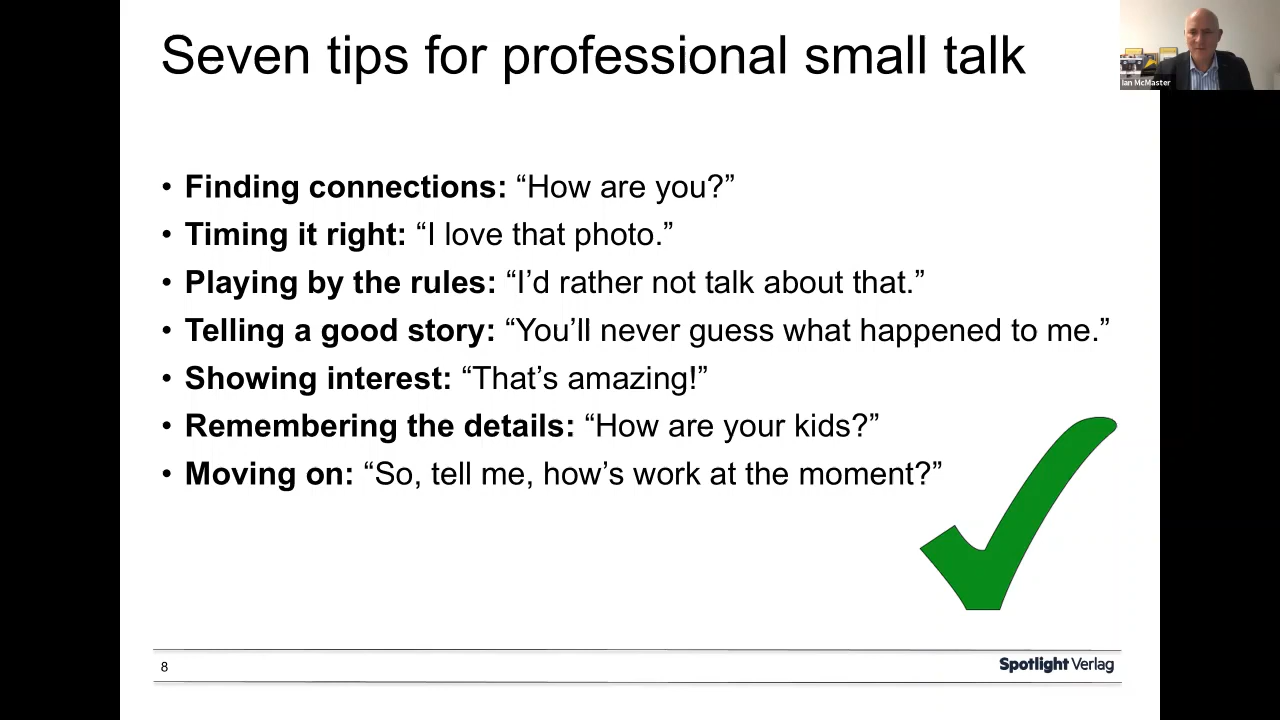 Seven tips for professional small talk
Ian McMaster
• Finding connections: “How are you?”
• Timing it right: “I love that photo.”
• Playing by the rules: “I’d rather not talk about that.”
• Telling a good story: “You’ll never guess what happened to me.”
• Showing interest: “That’s amazing!”
• Remembering the details: “How are your kids?”
• Moving on: “So, tell me, how’s work at the moment?”
8
Spotlight Verlag